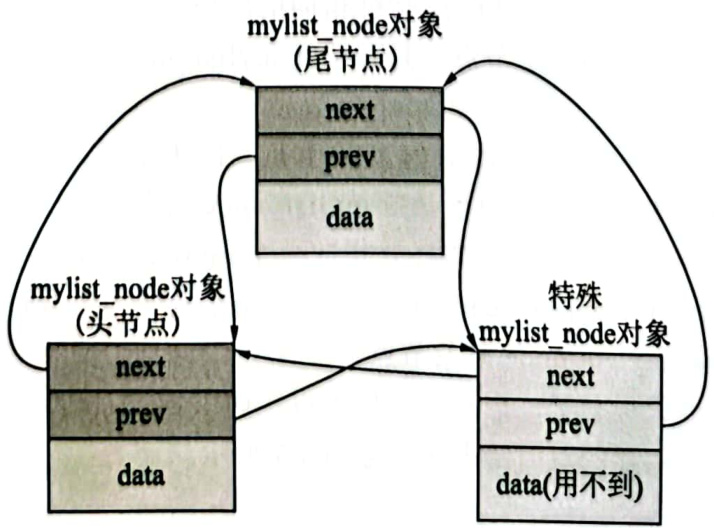 mylist_node对象
(尾节点)
next
prev
data
mylist_node对象
(头节点)
next
prev
data
特殊
mylist_node对象
next
prev
data(用不到)